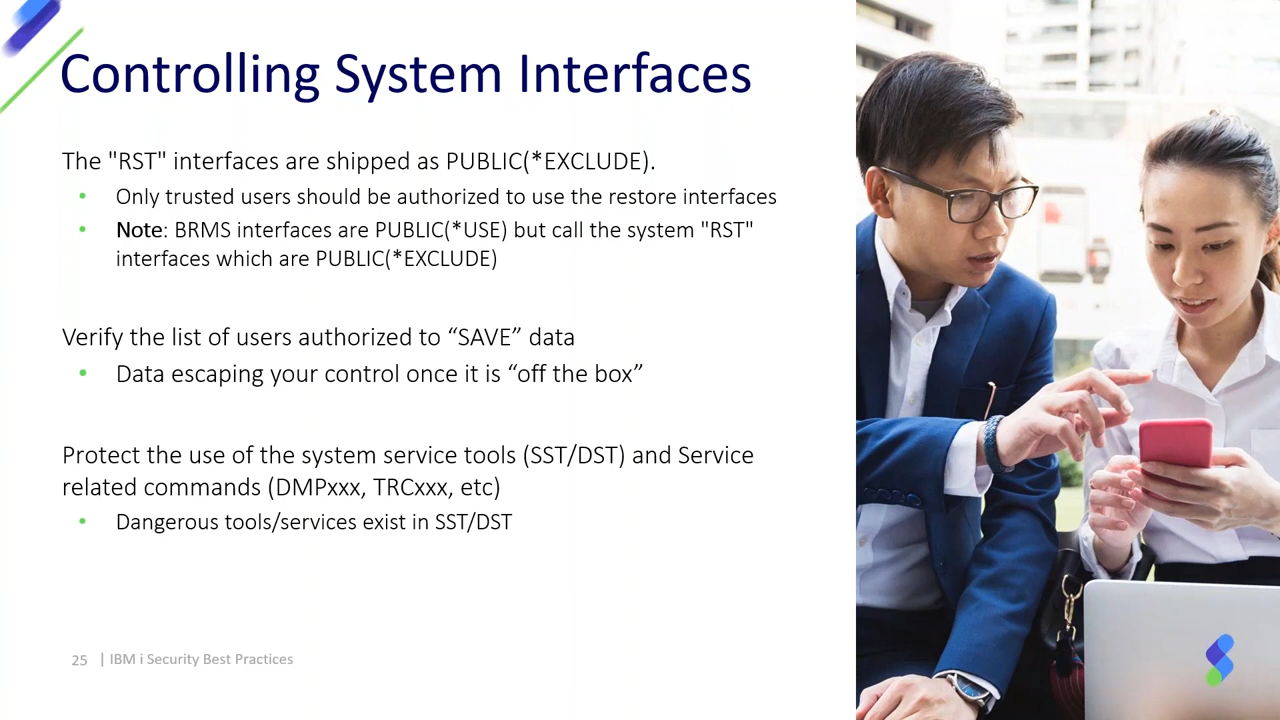 Controlling System Interfaces
The "RST" interfaces are shipped as PUBLIC(*EXCLUDE).
• Only trusted users should be authorized to use the restore interfaces
• Note: BRMS interfaces are PUBLIC(*USE) but call the system "RST"
interfaces which are PUBLIC(*EXCLUDE)
Verify the list of users authorized to “SAVE” data
• Data escaping your control once it is “off the box”
Protect the use of the system service tools (SST/DST) and Service
related commands (DMPxxx, TRCxxx, etc)
• Dangerous tools/services exist in SST/DST
25 | IBM i Security Best Practices